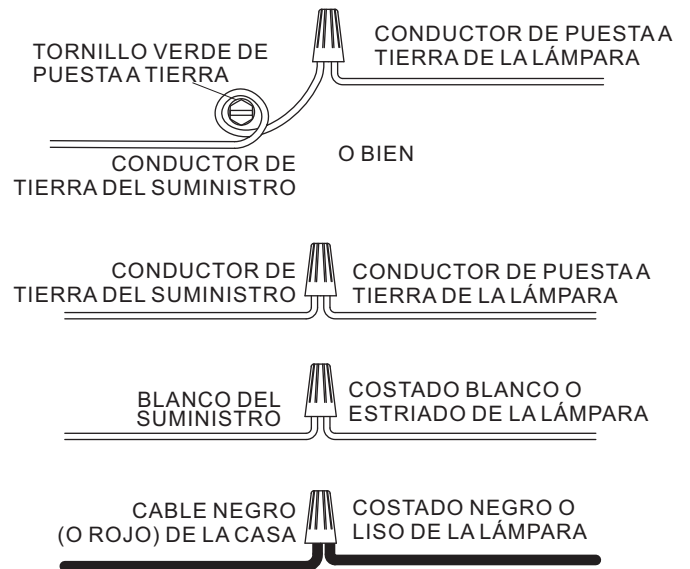 TORNILLO VERDE DE
PUESTA A TIERRA
CONDUCTOR DE PUESTA A
TIERRA DE LA LÁMPARA
CONDUCTOR DE
TIERRA DEL SUMINISTRO
O BIEN
CONDUCTOR DE
TIERRA DEL SUMINISTRO
CONDUCTOR DE PUESTA A
TIERRA DE LA LÁMPARA
BLANCO DEL
SUMINISTRO
COSTADO BLANCO O
ESTRIADO DE LA LÁMPARA
CABLE NEGRO
(O ROJO) DE LA CASA
COSTADO NEGRO O
LISO DE LA LÁMPARA